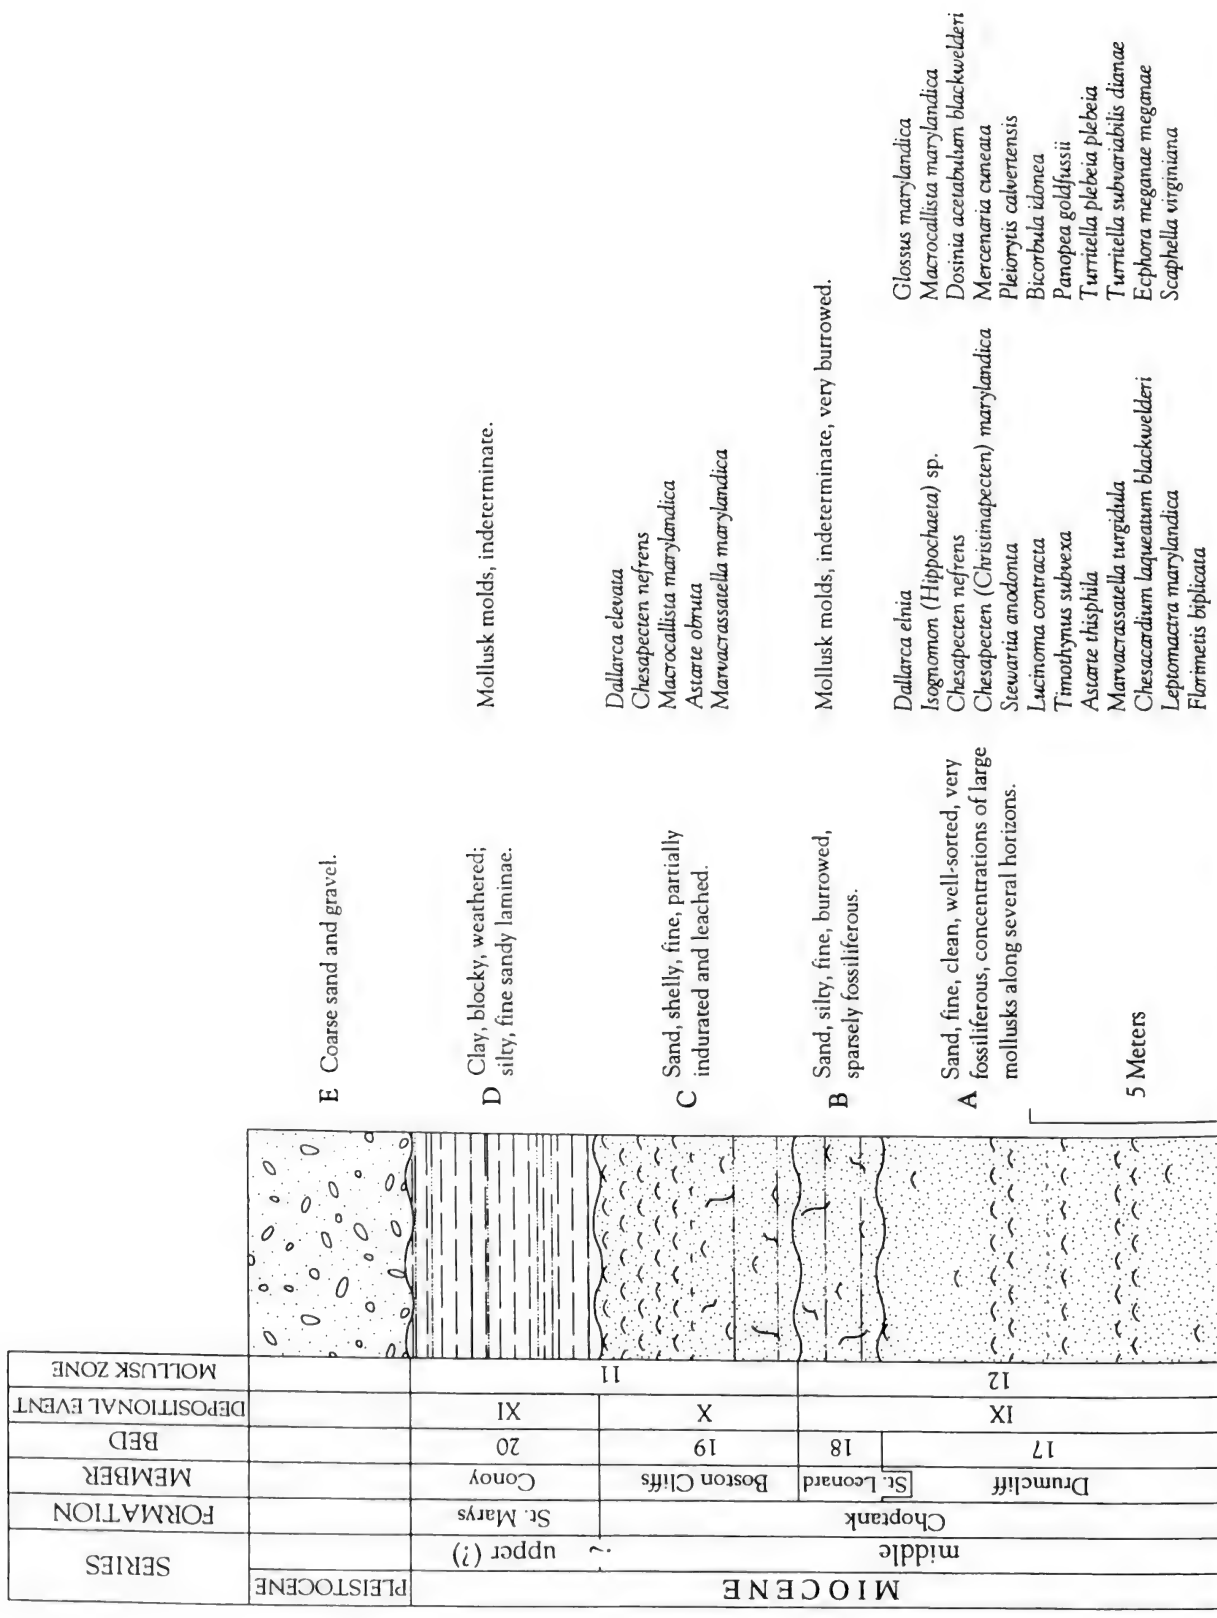 SERIES
FORMATION
MEMBER
BED
DEPOSITIONAL EVENT
MOLLUSK ZONE
PLEISTOCENE
MIOCENE
upper (?)
?
middle
St. Marys
Choptank
Conoy
Boston Cliffs
St. Leonard
Drumcliff
20
19
18
17
XI
X
IX
11
12
E Coarse sand and gravel.
D Clay, blocky, weathered;
silty, fine sandy laminae.
Mollusk molds, indeterminate.
C Sand, shelly, fine, partially
indurated and leached.
Dallarca elevata
Chesapecten nefrens
Macrocallista marylandica
Astarte obruta
Marvacrassatella marylandica
B Sand, silty, fine, burrowed,
sparsely fossiliferous.
Mollusk molds, indeterminate, very burrowed.
A Sand, fine, clean, well-sorted, very
fossiliferous, concentrations of large
mollusks along several horizons.
Dallarca elnia
Isognomon (Hippochaeta) sp.
Chesapecten nefrens
Chesapecten (Christinapecten) marylandica
Stewartia anodonta
Lucinoma contracta
Timothynus subvexa
Astarte thisphila
Marvacrassatella turgidula
Chesacardium laqueatum blackwelderi
Leptomactra marylandica
Florimetis biplicata
Glossus marylandica
Macrocallista marylandica
Dosinia acetabulum blackwelderi
Mercenaria cuneata
Pleiorytis calvertensis
Bicorbula idonea
Panopea goldfussii
Turritella plebeia plebeia
Turritella subvariabilis dianae
Ecphora meganae meganae
Scaphella virginiana
5 Meters